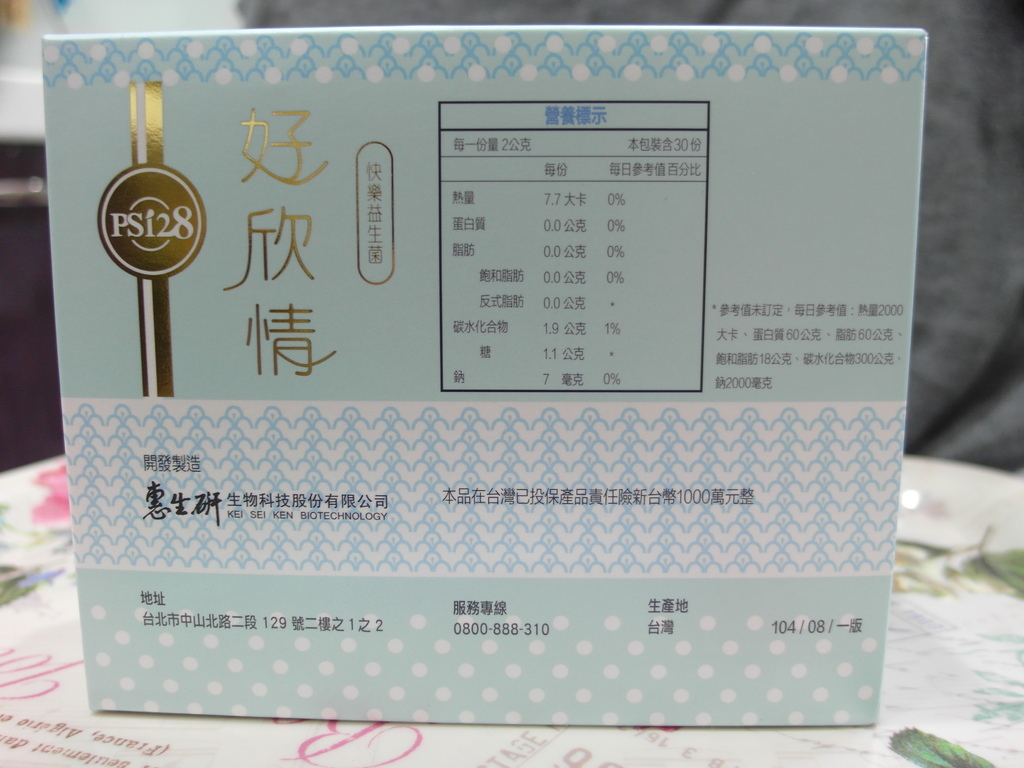 PSi28
好欣情
快樂益生菌
營養標示
每一份量 2公克 本包裝含30份
每份 每日參考值百分比
熱量 7.7 大卡 0%
蛋白質 0.0 公克 0%
脂肪 0.0 公克 0%
飽和脂肪 0.0 公克 0%
反式脂肪 0.0 公克 *
碳水化合物 1.9 公克 1%
糖 1.1 公克 *
鈉 7 毫克 0%
* 參考值未訂定,每日參考值:熱量2000
大卡、蛋白質60公克、脂肪60公克、
飽和脂肪18公克、碳水化合物300公克、
鈉2000毫克
開發製造
惠生研 生物科技股份有限公司
KEI SEI KEN BIOTECHNOLOGY
本品在台灣已投保產品責任險新台幣1000萬元整
地址
台北市中山北路二段 129 號二樓之1之2
服務專線
0800-888-310
生產地
台灣
104 / 08 / 一版
(France, Algérie et